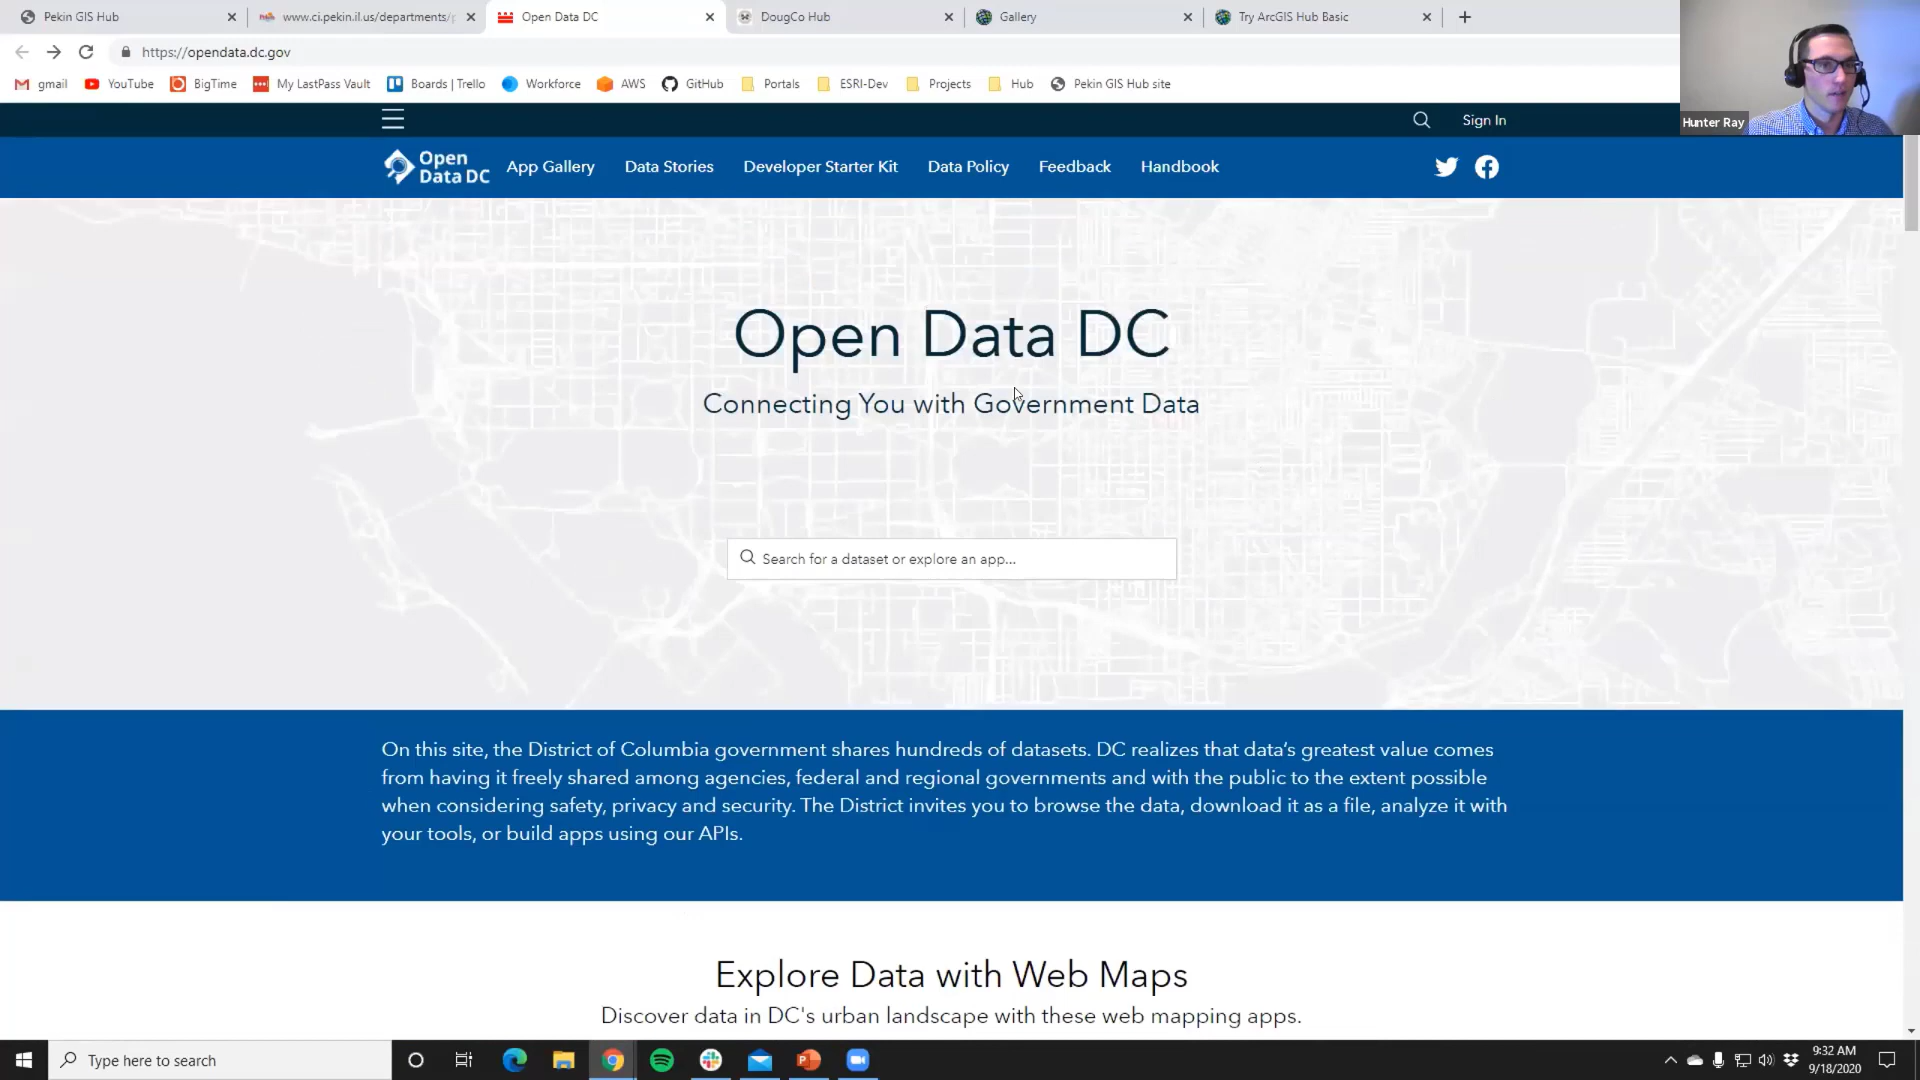 Pekin GIS Hub
www.ci.pekin.il.us/departments/
Open Data DC
DougCo Hub
Gallery
Try ArcGIS Hub Basic
https://opendata.dc.gov
gmail
YouTube
BigTime
My LastPass Vault
Boards | Trello
Workforce
AWS
GitHub
Portals
ESRI-Dev
Projects
Hub
Pekin GIS Hub site
Hunter Ray
Sign In
Open
Data DC
App Gallery
Data Stories
Developer Starter Kit
Data Policy
Feedback
Handbook
Open Data DC
Connecting You with Government Data
Search for a dataset or explore an app...
On this site, the District of Columbia government shares hundreds of datasets. DC realizes that data's greatest value comes
from having it freely shared among agencies, federal and regional governments and with the public to the extent possible
when considering safety, privacy and security. The District invites you to browse the data, download it as a file, analyze it with
your tools, or build apps using our APIs.
Explore Data with Web Maps
Discover data in DC's urban landscape with these web mapping apps.
Type here to search
9:32 AM
9/18/2020